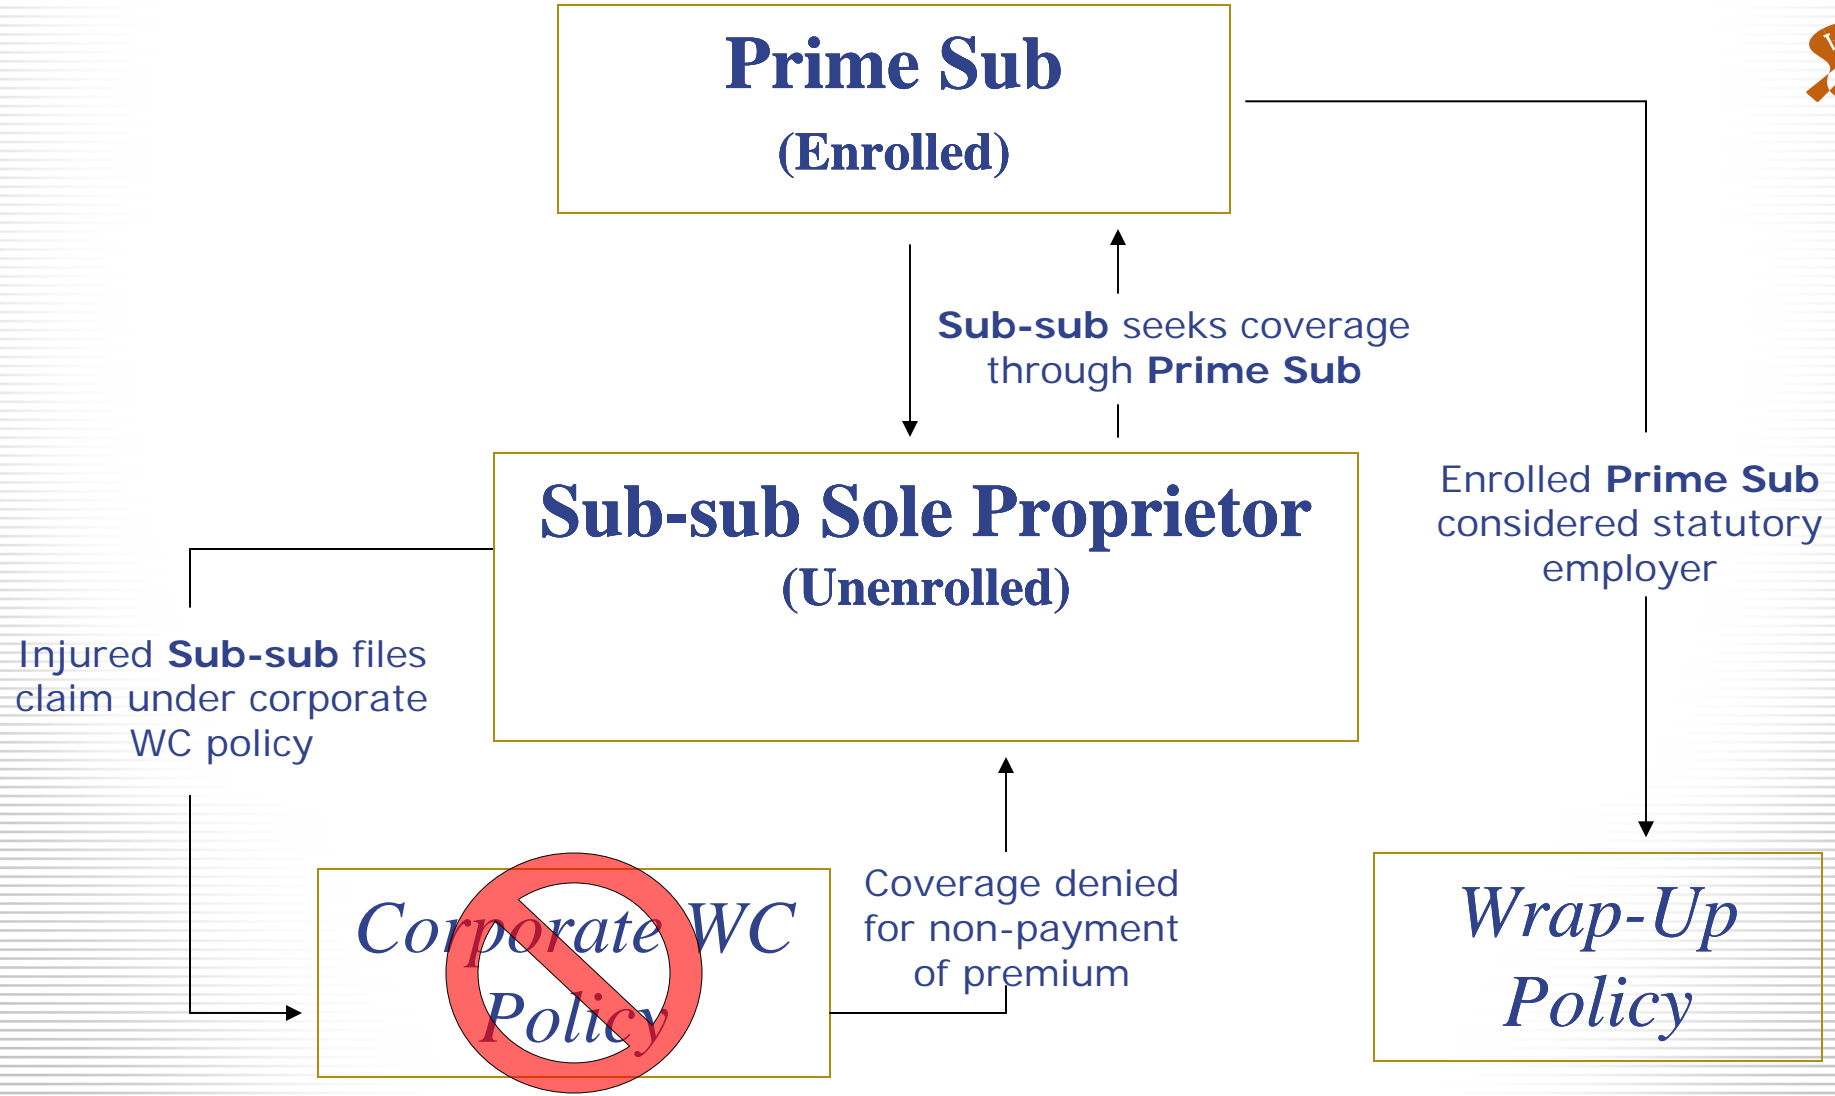 Prime Sub
(Enrolled)
Sub-sub seeks coverage
through Prime Sub
Sub-sub Sole Proprietor
(Unenrolled)
Enrolled Prime Sub
considered statutory
employer
Injured Sub-sub files
claim under corporate
WC policy
Corporate WC
Policy
Coverage denied
for non-payment
of premium
Wrap-Up
Policy